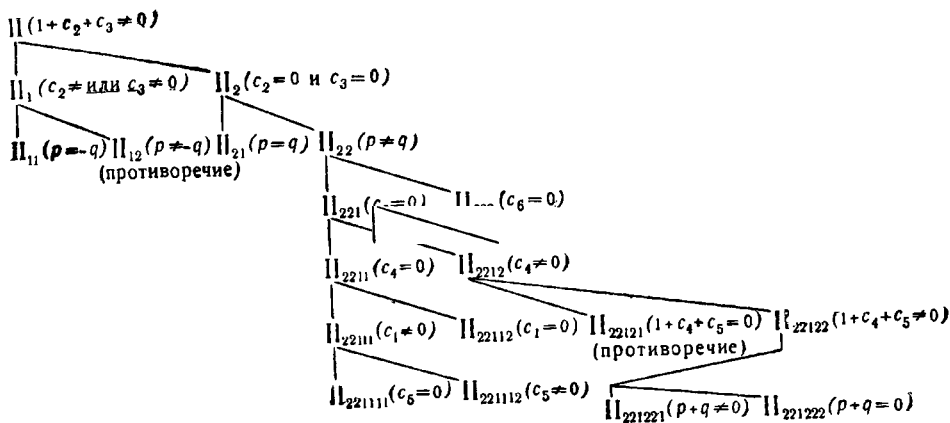 II (1+c₂+c₃≠0)
II₁ (c₂≠ или c₃≠0) II₂ (c₂=0 и c₃=0)
II₁₁ (p=-q) II₁₂ (p≠-q) II₂₁ (p=q) II₂₂ (p≠q)
(противоречие)
II₂₂₁ (c =0) (c₆=0)
II₂₂₁₁ (c₄=0) II₂₂₁₂ (c₄≠0)
II₂₂₁₁₁ (c₁≠0) II₂₂₁₁₂ (c₁=0) II₂₂₁₂₁ (1+c₄+c₅=0) II₂₂₁₂₂ (1+c₄+c₅≠0)
(противоречие)
II₂₂₁₁₁₁ (c₅=0) II₂₂₁₁₁₂ (c₅≠0) II₂₂₁₂₂₁ (p+q≠0) II₂₂₁₂₂₂ (p+q=0)